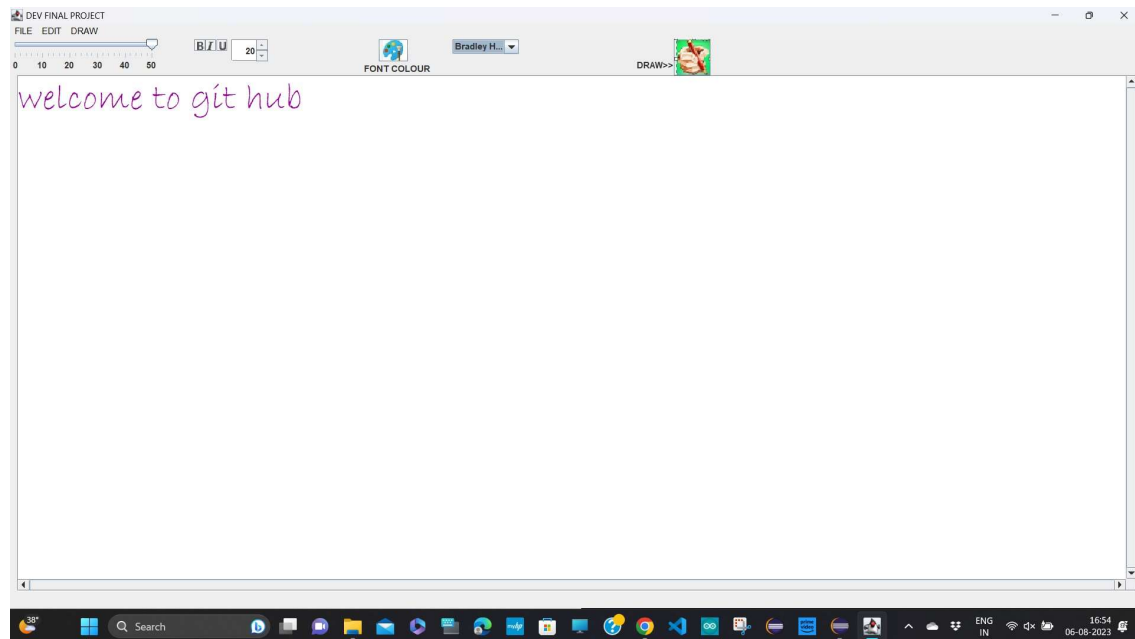 DEV FINAL PROJECT
FILE EDIT DRAW
B I U 20 Bradley H... DRAW>>
0 10 20 30 40 50 FONT COLOUR
welcome to git hub
38°
Search
ENG 16:54
IN 06-08-2023